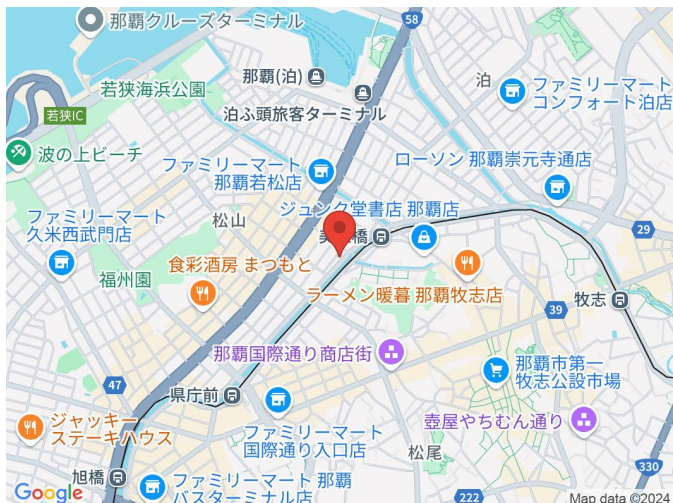 那覇クルーズターミナル
58
若狭海浜公園
那覇(泊)
泊
若狭IC
泊ふ頭旅客ターミナル
ファミリーマート
コンフォート泊店
波の上ビーチ
ファミリーマート
那覇若松店
ローソン 那覇崇元寺通店
ファミリーマート
久米西武門店
松山
ジュンク堂書店 那覇店
29
福州園
食彩酒房 まつもと
ラーメン暖暮 那覇牧志店
牧志
39
那覇国際通り商店街
那覇市第一
牧志公設市場
47
県庁前
ジャッキー
ステーキハウス
ファミリーマート
国際通り入口店
壺屋やちむん通り
松尾
旭橋
ファミリーマート 那覇
バスターミナル店
222
330
Google
Map data ©2024